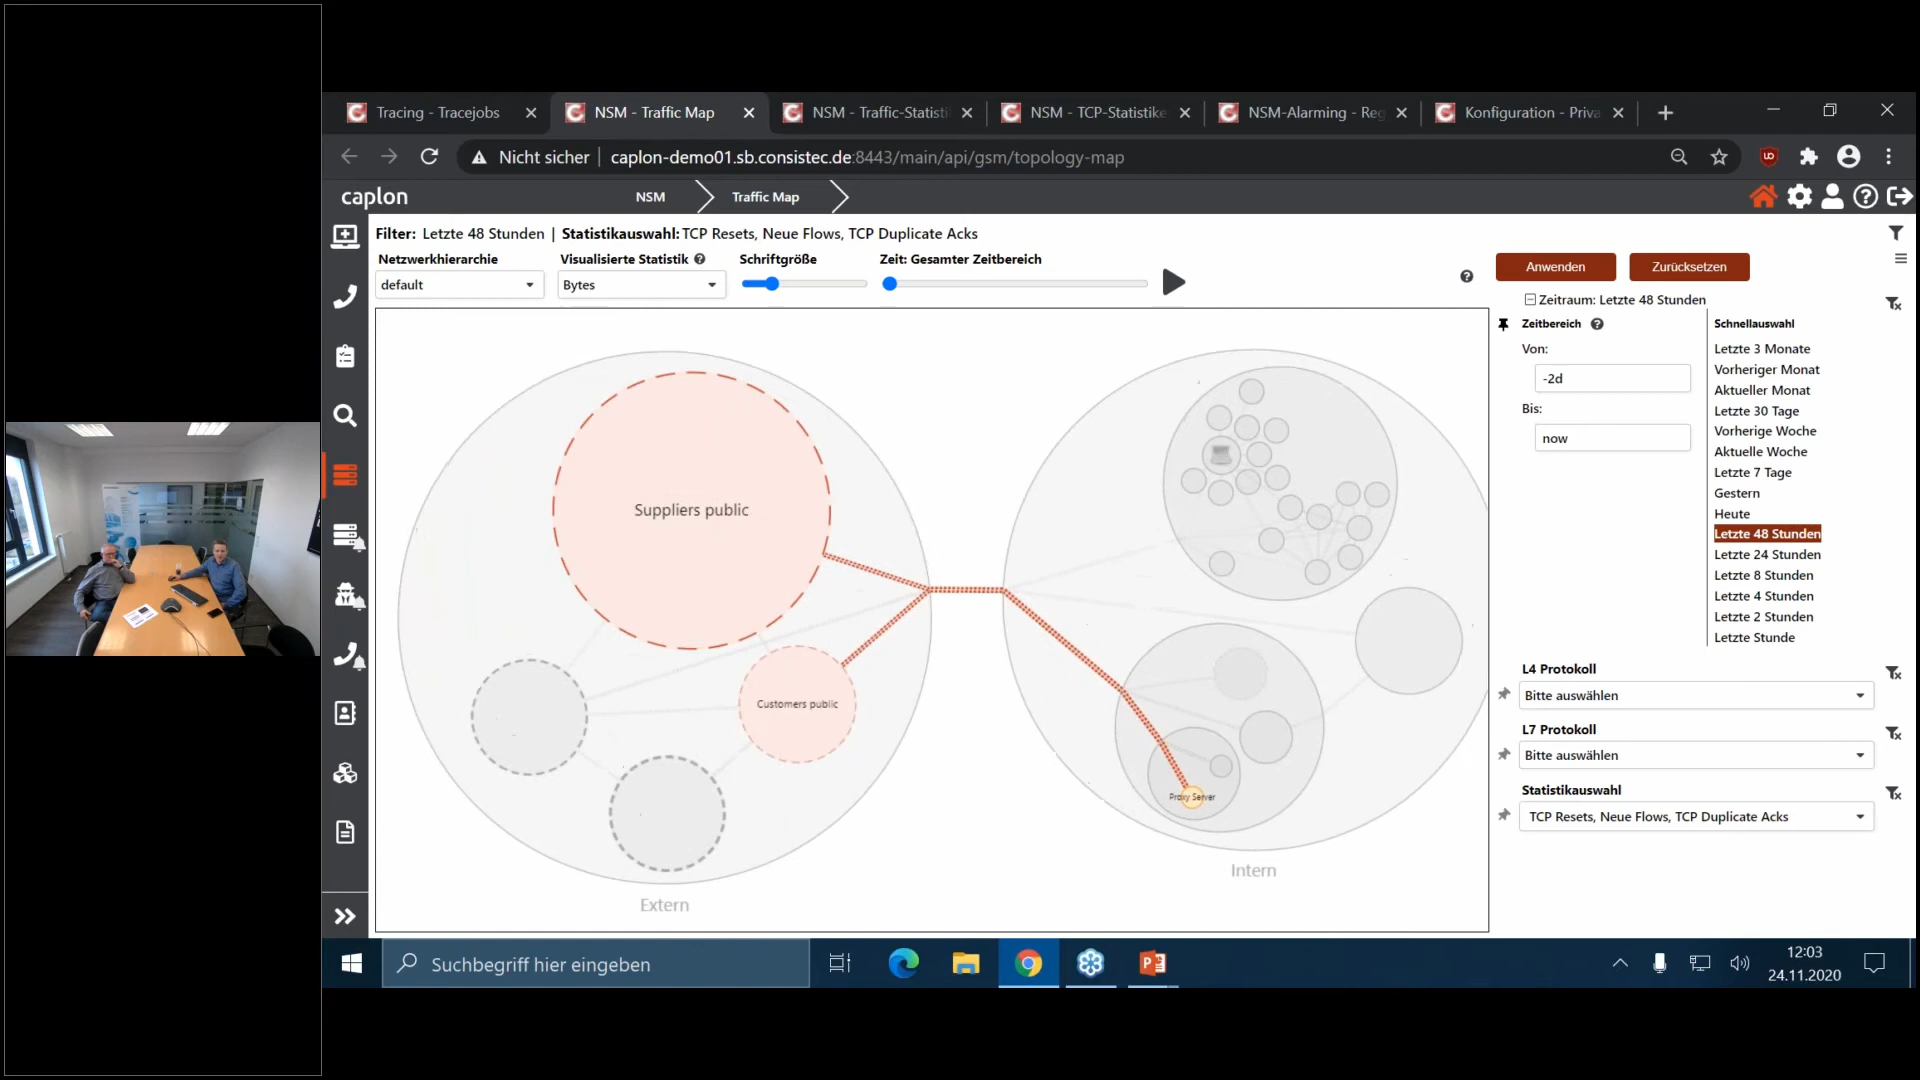 Tracing - Tracejobs
NSM - Traffic Map
NSM - Traffic-Statisti
NSM - TCP-Statistike
NSM-Alarming - Reg
Konfiguration - Priva
Nicht sicher
caplon-demo01.sb.consistec.de:8443/main/api/gsm/topology-map
caplon
NSM
Traffic Map
Filter: Letzte 48 Stunden | Statistikauswahl: TCP Resets, Neue Flows, TCP Duplicate Acks
Netzwerkhierarchie
Visualisierte Statistik
Schriftgröße
Zeit: Gesamter Zeitbereich
default
Bytes
Anwenden
Zurücksetzen
Zeitraum: Letzte 48 Stunden
Zeitbereich
Von:
-2d
Bis:
now
Schnellauswahl
Letzte 3 Monate
Vorheriger Monat
Aktueller Monat
Letzte 30 Tage
Vorherige Woche
Aktuelle Woche
Letzte 7 Tage
Gestern
Heute
Letzte 48 Stunden
Letzte 24 Stunden
Letzte 8 Stunden
Letzte 4 Stunden
Letzte 2 Stunden
Letzte Stunde
L4 Protokoll
Bitte auswählen
L7 Protokoll
Bitte auswählen
Statistikauswahl
TCP Resets, Neue Flows, TCP Duplicate Acks
Suppliers public
Customers public
Proxy Server
Extern
Intern
Suchbegriff hier eingeben
12:03
24.11.2020